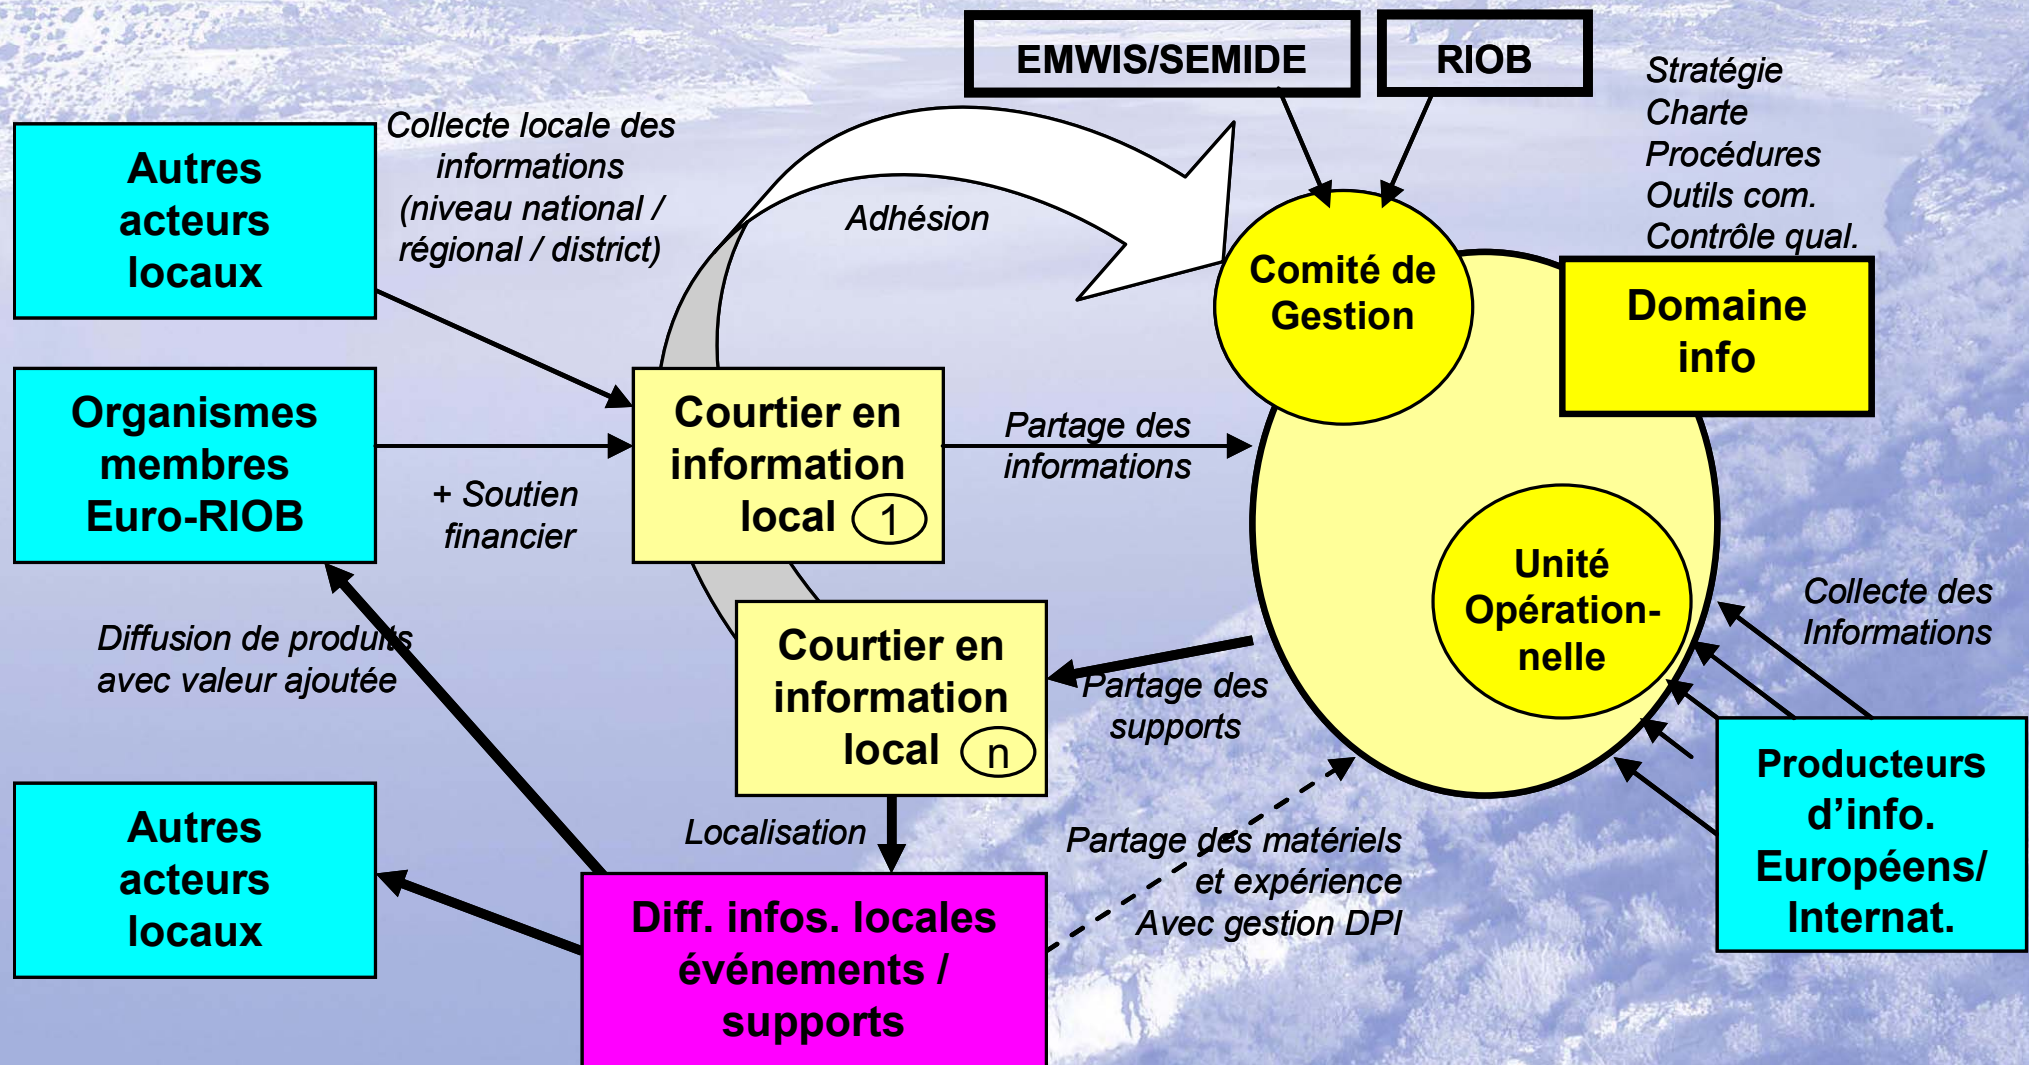 EMWIS/SEMIDE
RIOB
Stratégie
Charte
Procédures
Outils com.
Contrôle qual.
Autres
acteurs
locaux
Collecte locale des
informations
(niveau national /
régional / district)
Adhésion
Comité de
Gestion
Domaine
info
Organismes
membres
Euro-RIOB
+ Soutien
financier
Courtier en
information
local 1
Partage des
informations
Unité
Opération-
nelle
Collecte des
Informations
Diffusion de produits
avec valeur ajoutée
Courtier en
information
local n
Partage des
supports
Producteurs
d’info.
Européens/
Internat.
Autres
acteurs
locaux
Localisation
Partage des matériels
et expérience
Avec gestion DPI
Diff. infos. locales
événements /
supports